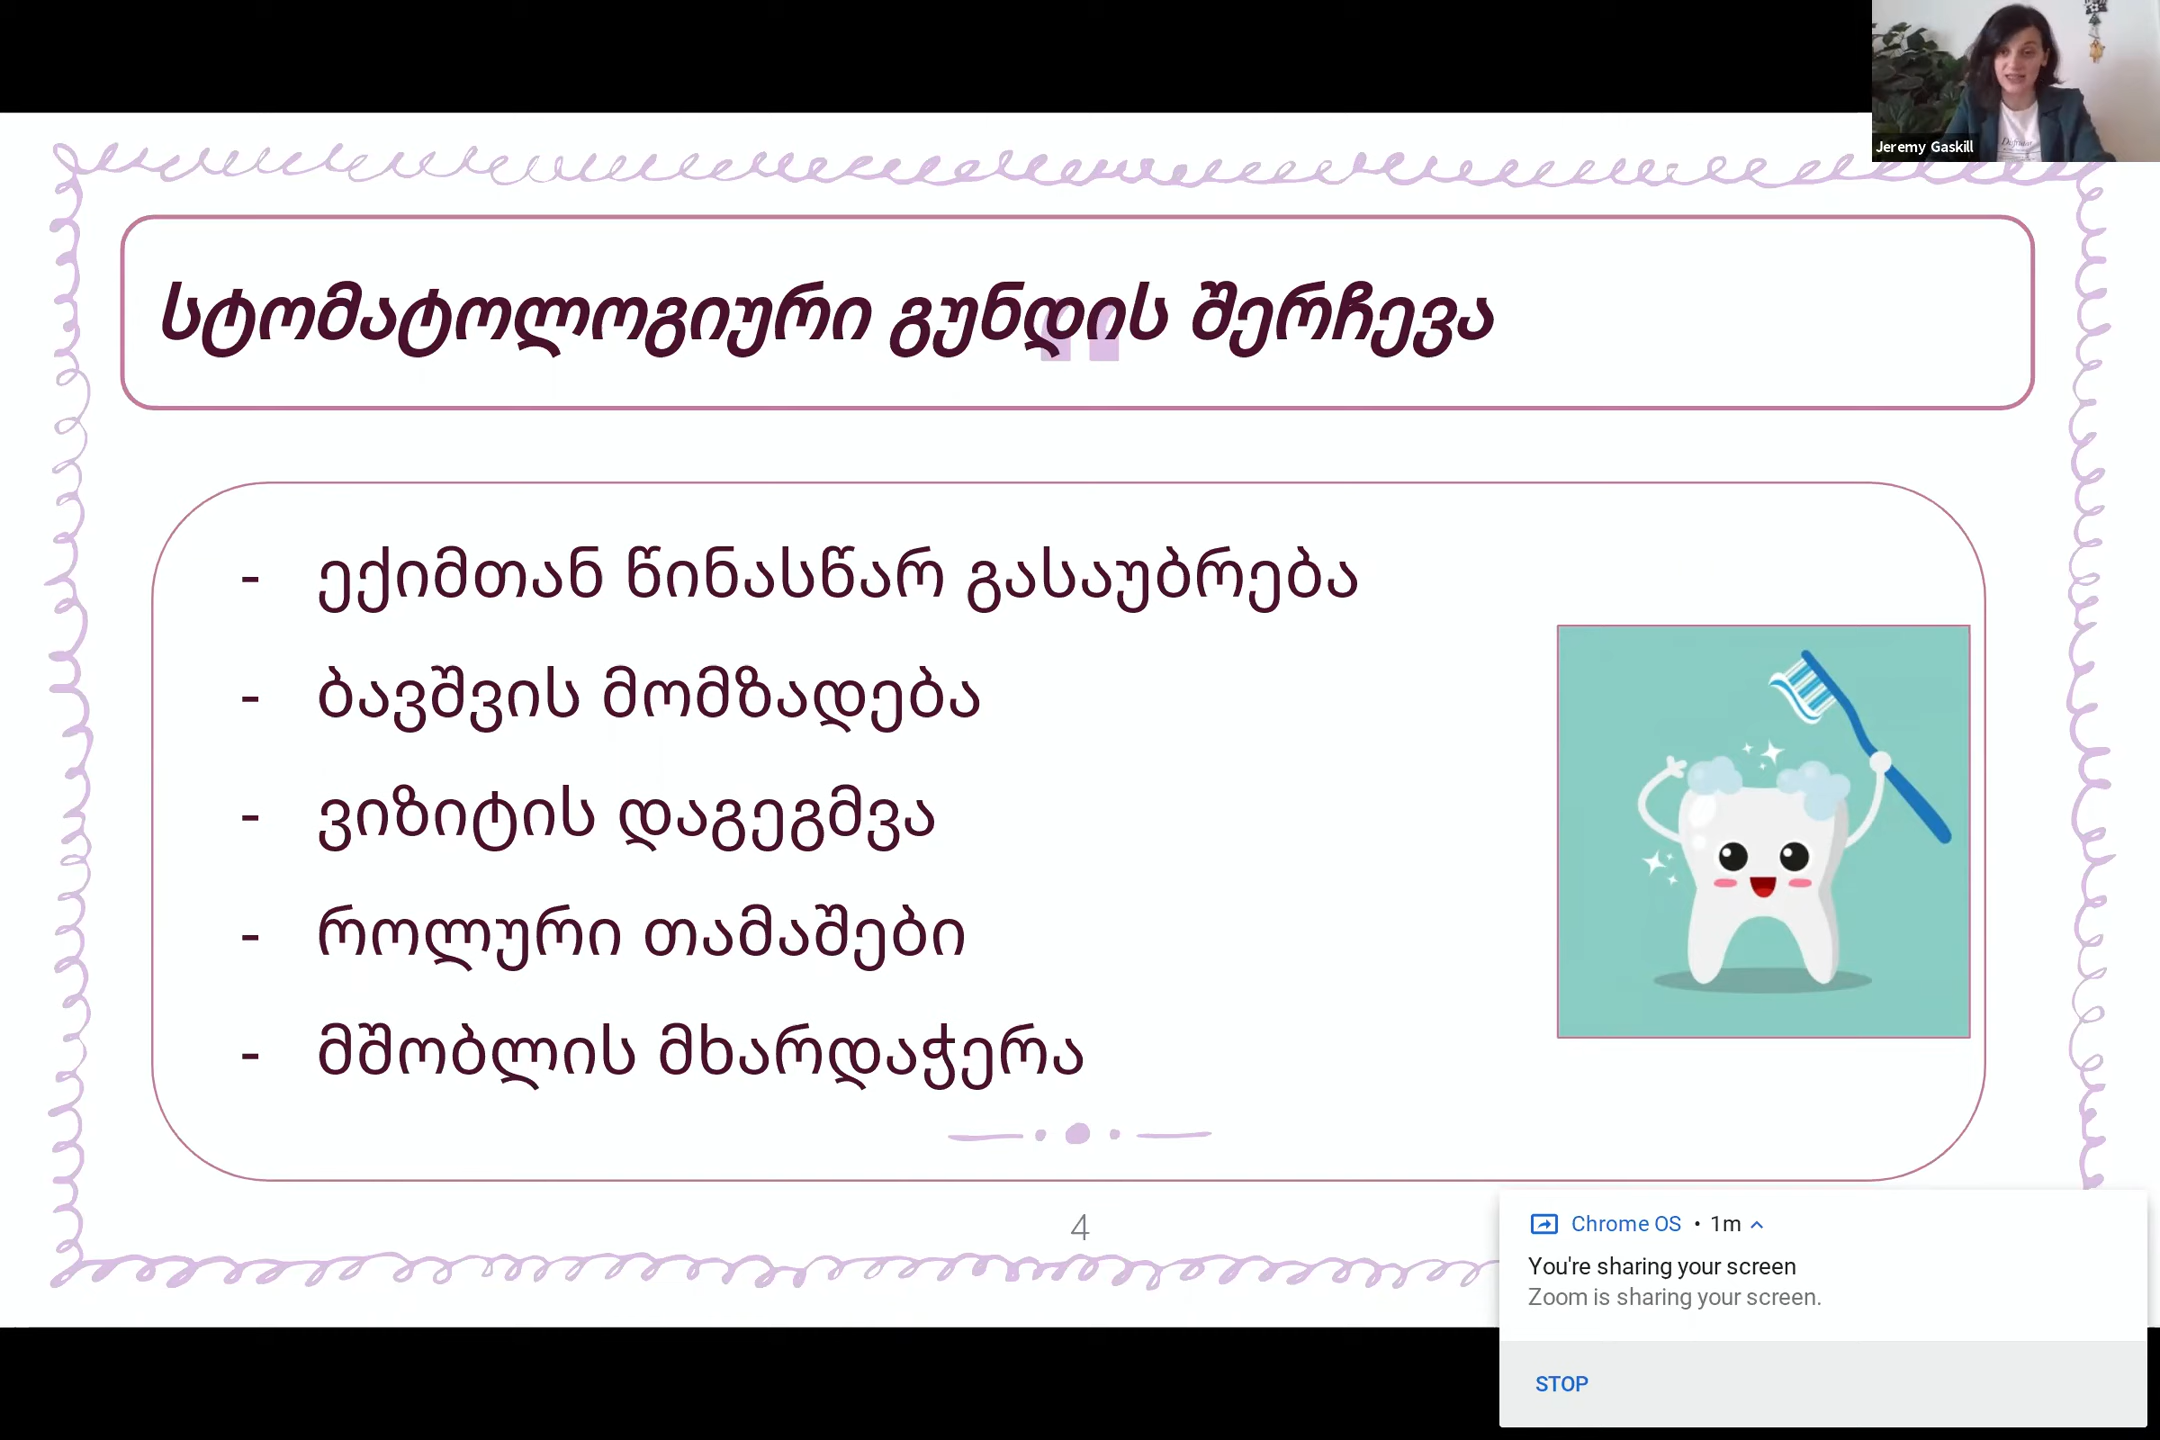 Jeremy Gaskill
სტომატოლოგიური გუნდის შერჩევა
- ექიმთან წინასწარ გასაუბრება
- ბავშვის მომზადება
- ვიზიტის დაგეგმვა
- როლური თამაშები
- მშობლის მხარდაჭერა
4
Chrome OS • 1m
You're sharing your screen
Zoom is sharing your screen.
STOP